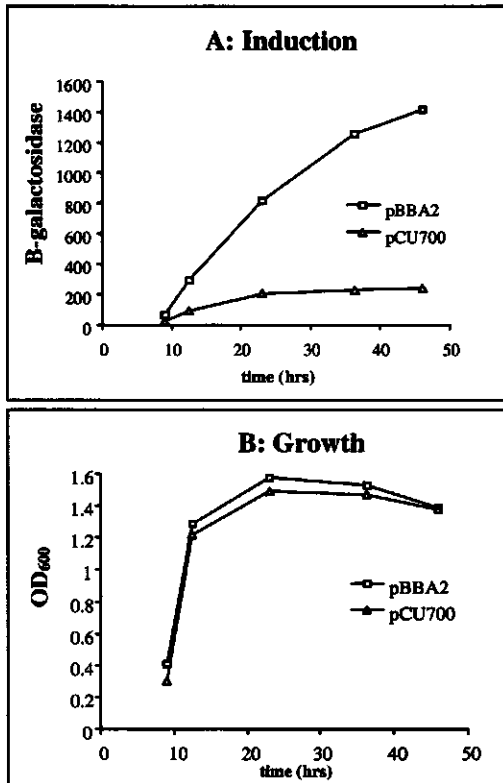 A: Induction
B-galactosidase
1600
1400
1200
1000
800
600
400
200
0
pBBA2
pCU700
0 10 20 30 40 50
time (hrs)
B: Growth
OD600
1.6
1.4
1.2
1
0.8
0.6
0.4
0.2
0
pBBA2
pCU700
0 10 20 30 40 50
time (hrs)